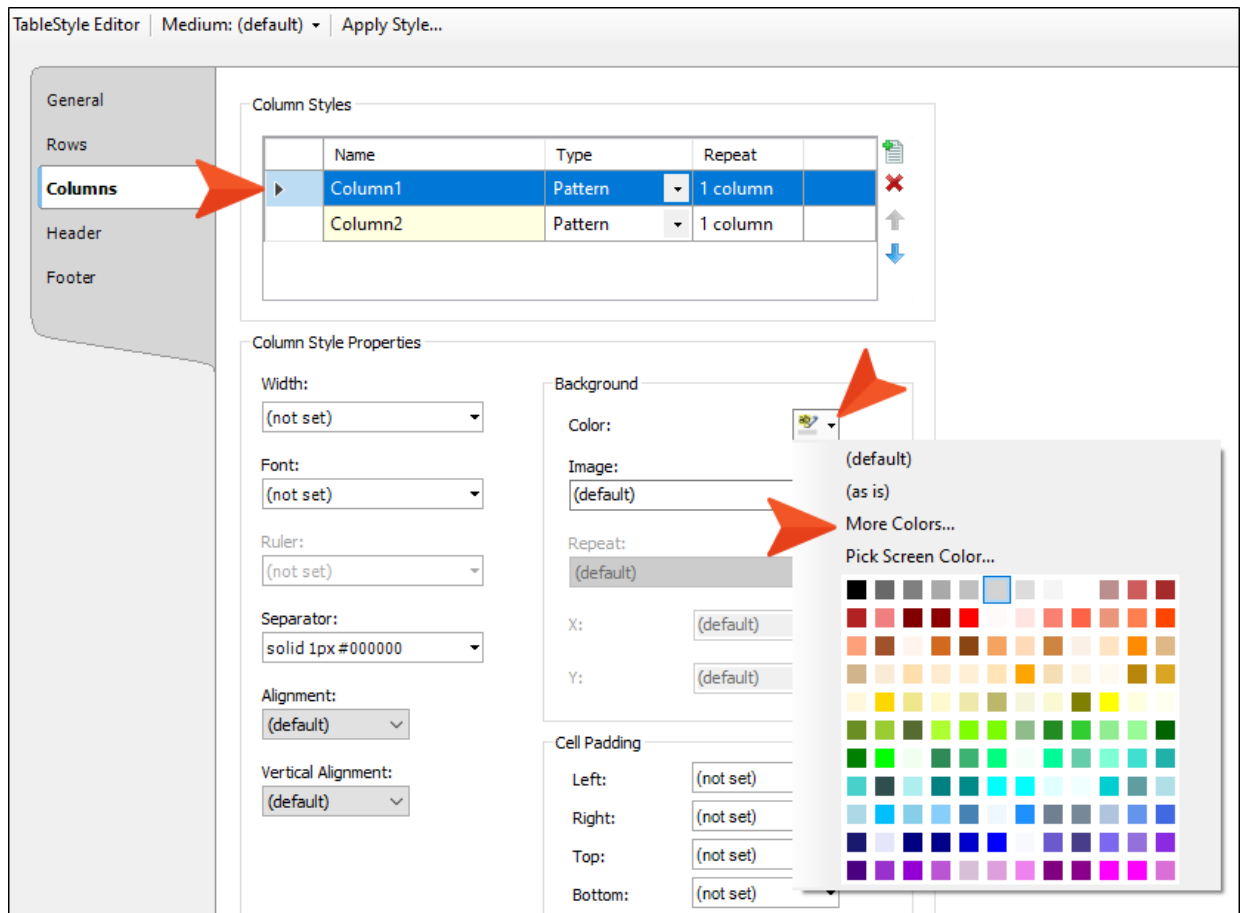 TableStyle Editor Medium: (default) Apply Style...
General
Rows
Columns
Header
Footer
Column Styles
Name Type Repeat
Column1 Pattern 1 column
Column2 Pattern 1 column
Column Style Properties
Width:
(not set)
Font:
(not set)
Ruler:
(not set)
Separator:
solid 1px #000000
Alignment:
(default)
Vertical Alignment:
(default)
Background
Color:
Image:
(default)
Repeat:
(default)
X: (default)
Y: (default)
Cell Padding
Left: (not set)
Right: (not set)
Top: (not set)
Bottom: (not set)
(default)
(as is)
More Colors...
Pick Screen Color...